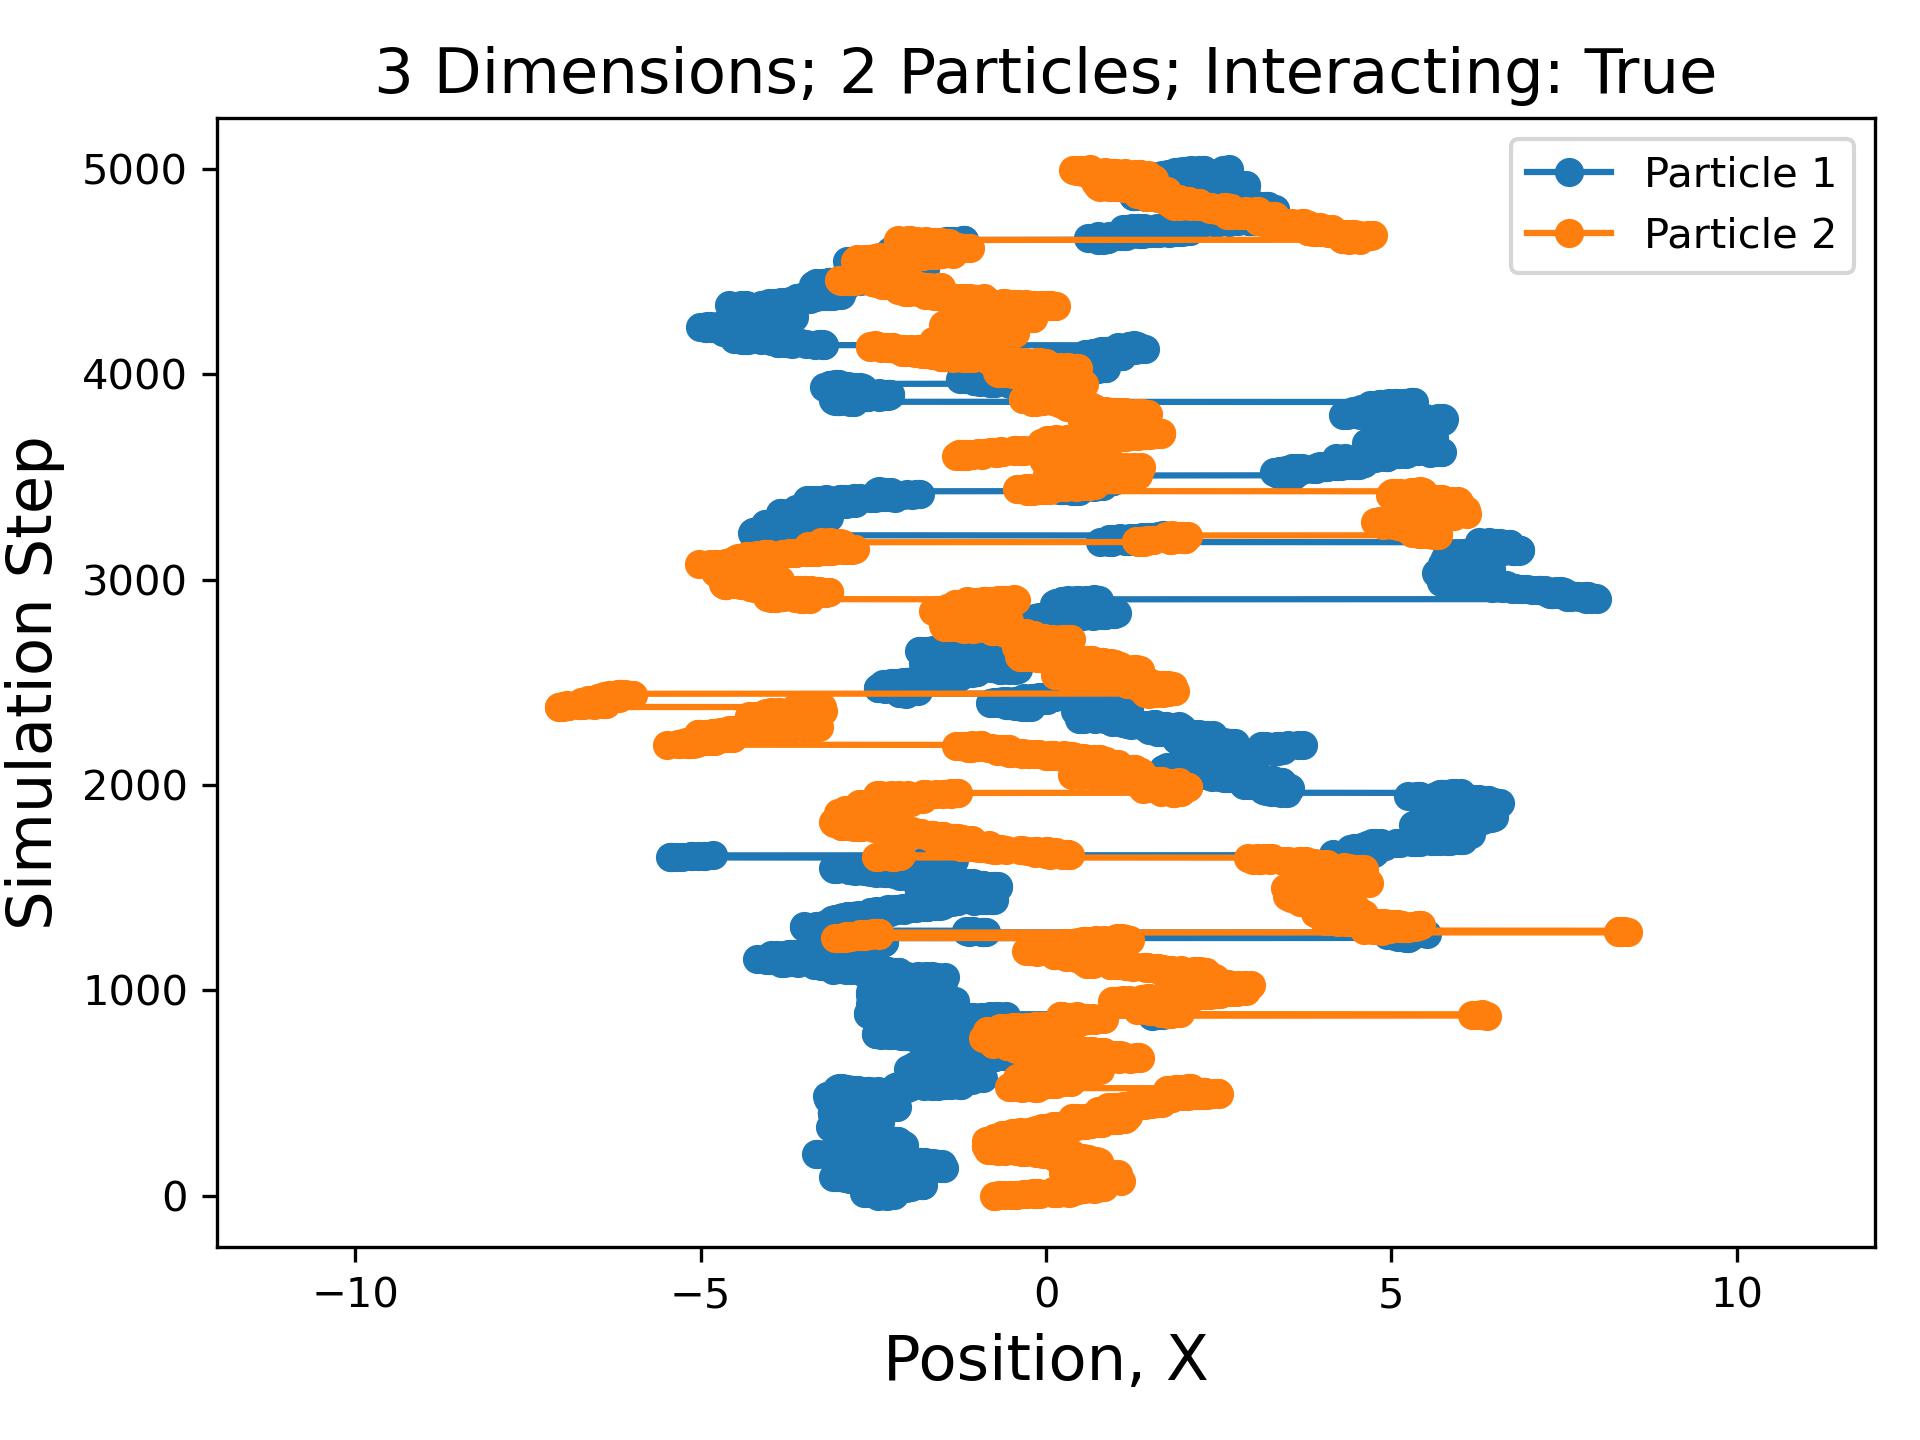 3 Dimensions; 2 Particles; Interacting: True
Particle 1
Particle 2
5000
4000
3000
2000
1000
0
Simulation Step
−10
−5
0
5
10
Position, X